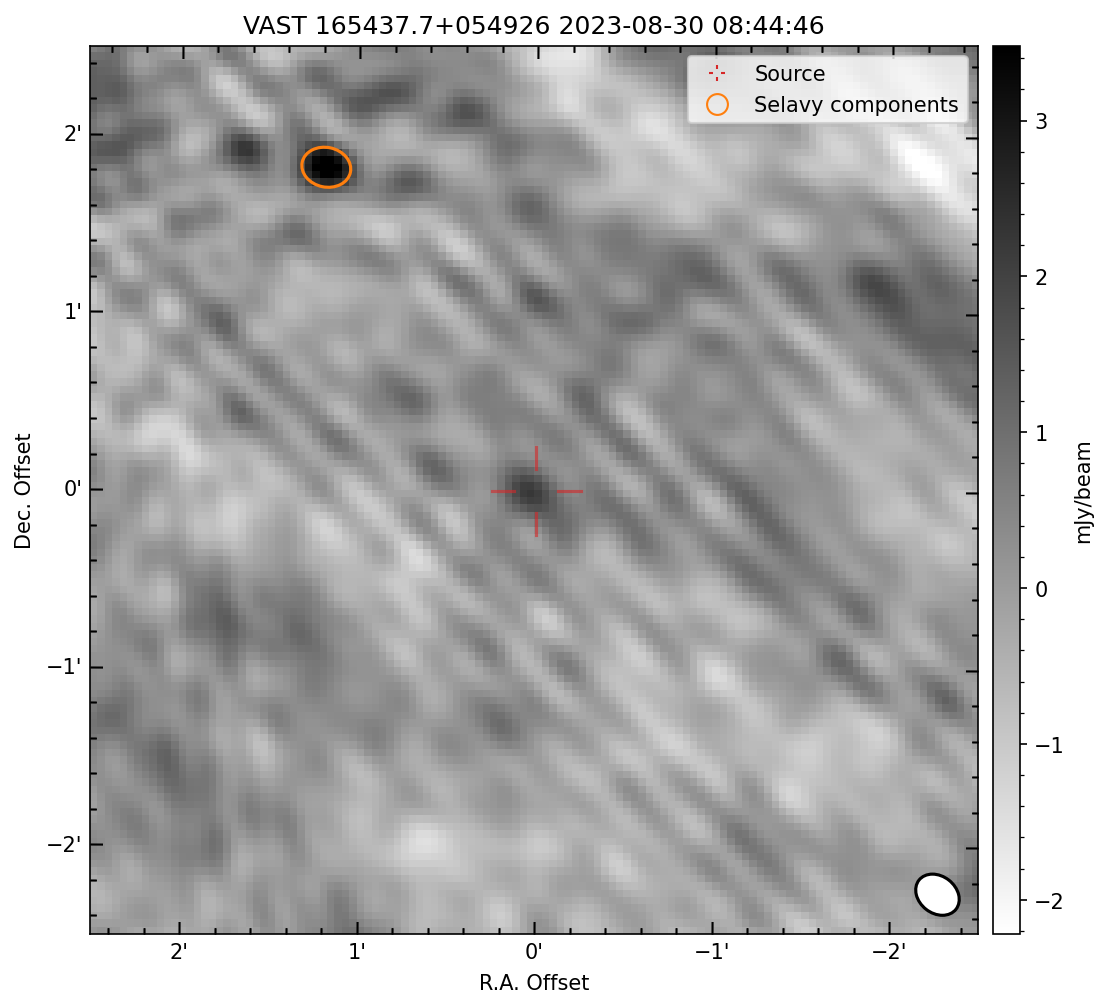 VAST 165437.7+054926 2023-08-30 08:44:46
Source
Selavy components
2'
1'
0'
−1'
−2'
Dec. Offset
2'
1'
0'
−1'
−2'
R.A. Offset
3
2
1
0
−1
−2
mJy/beam